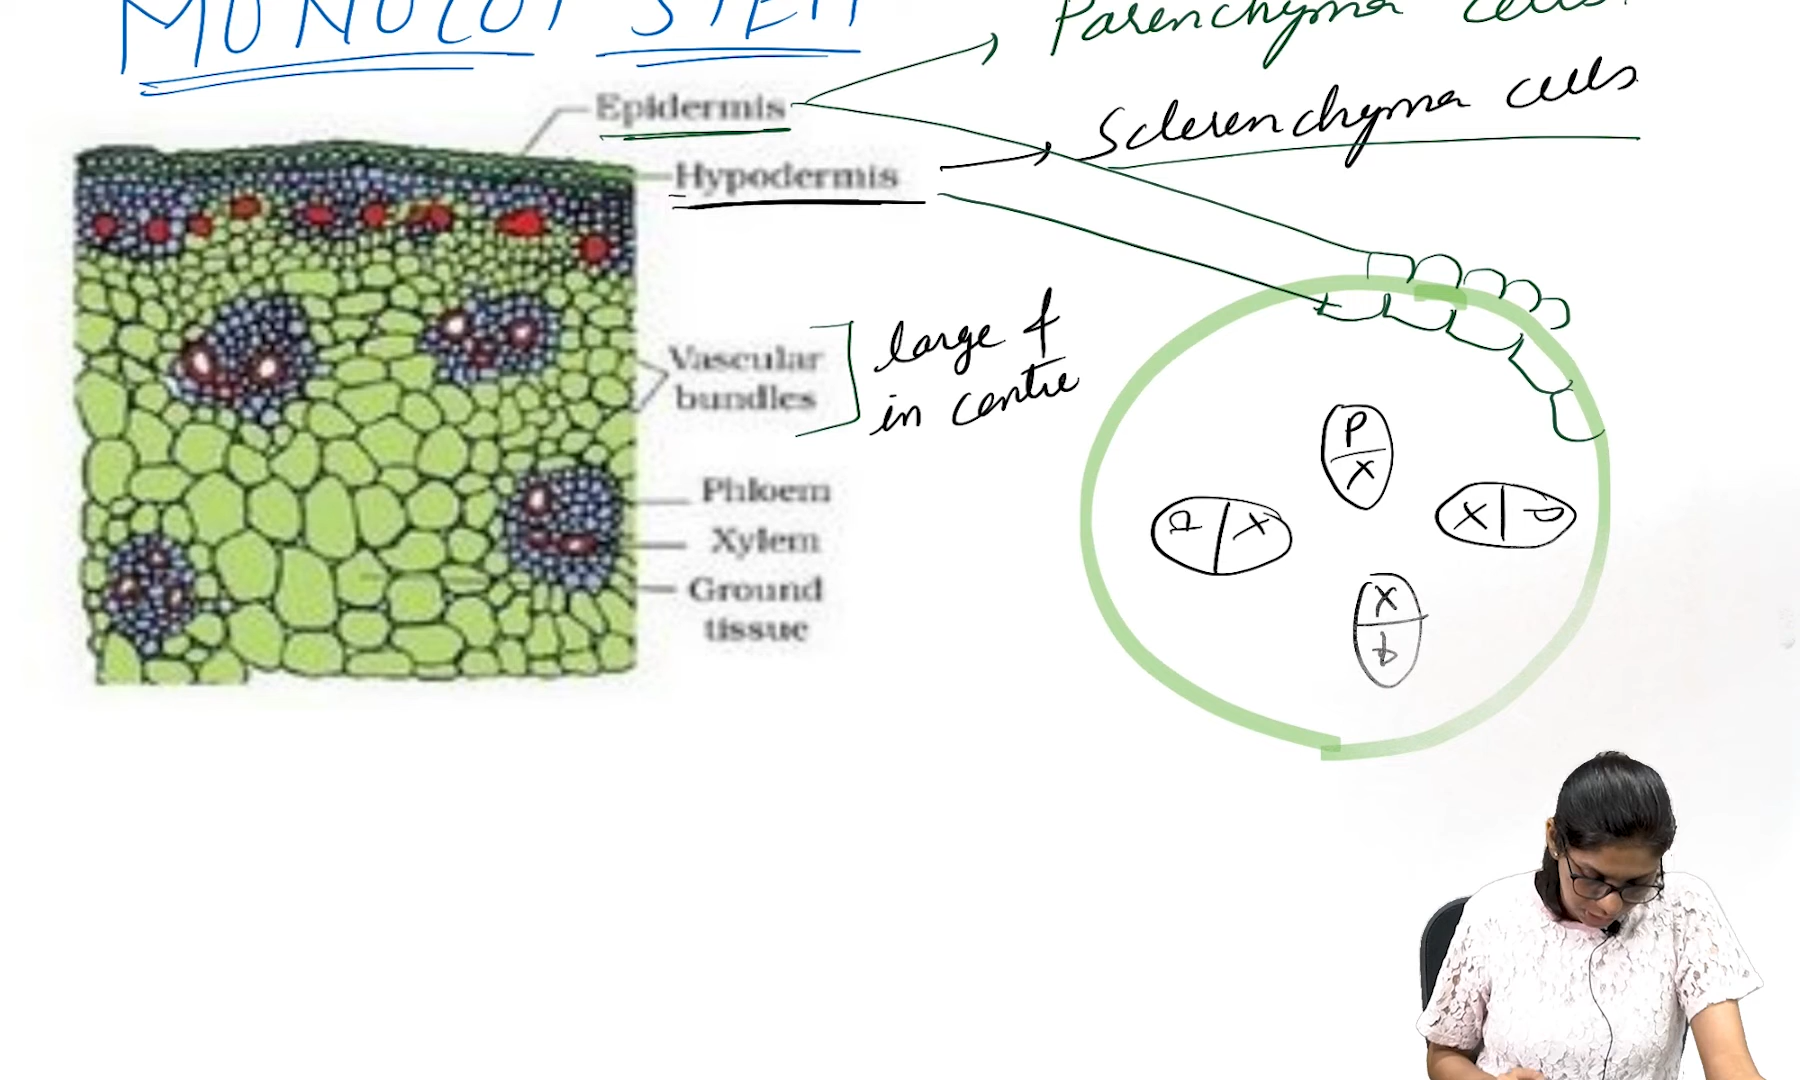 MONOCOT STEM
Parenchyma cells
Epidermis
Sclerenchyma cells
Hypodermis
Vascular
bundles
large &
in centre
Phloem
Xylem
Ground
tissue
P
X
P X
X P
X
P